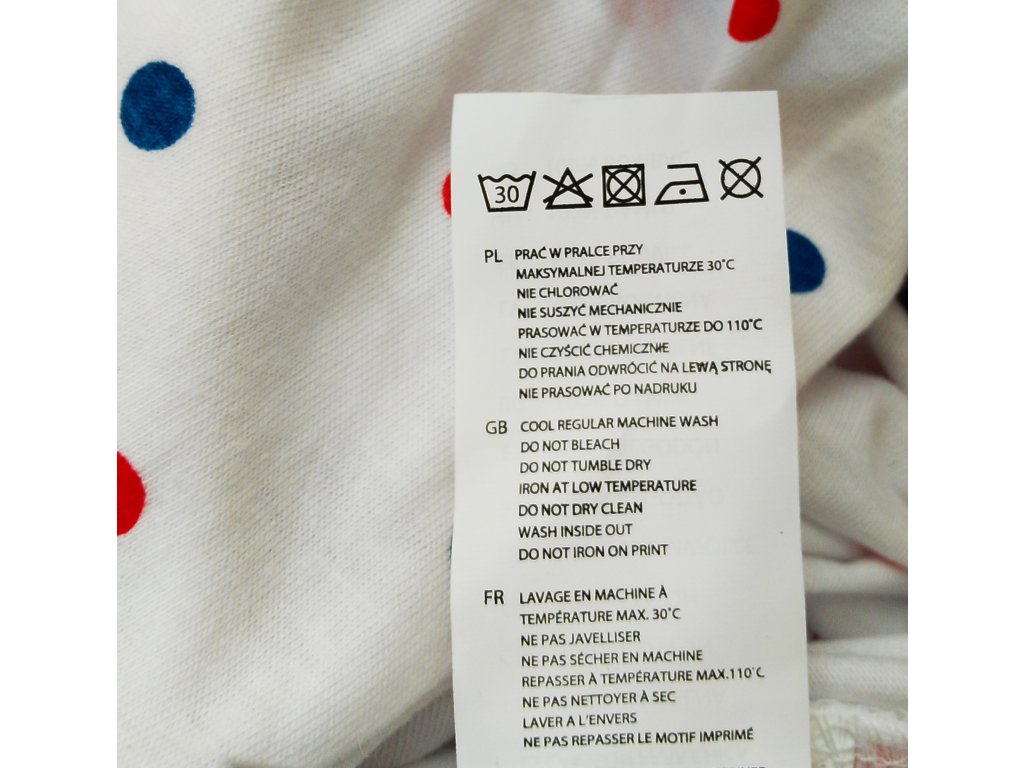 30
PL PRAĆ W PRALCE PRZY
MAKSYMALNEJ TEMPERATURZE 30°C
NIE CHLOROWAĆ
NIE SUSZYĆ MECHANICZNIE
PRASOWAĆ W TEMPERATURZE DO 110°C
NIE CZYŚCIĆ CHEMICZNIE
DO PRANIA ODWRÓCIĆ NA LEWĄ STRONĘ
NIE PRASOWAĆ PO NADRUKU
GB COOL REGULAR MACHINE WASH
DO NOT BLEACH
DO NOT TUMBLE DRY
IRON AT LOW TEMPERATURE
DO NOT DRY CLEAN
WASH INSIDE OUT
DO NOT IRON ON PRINT
FR LAVAGE EN MACHINE À
TEMPÉRATURE MAX. 30°C
NE PAS JAVELLISER
NE PAS SÉCHER EN MACHINE
REPASSER À TEMPÉRATURE MAX.110°C
NE PAS NETTOYER À SEC
LAVER A L'ENVERS
NE PAS REPASSER LE MOTIF IMPRIMÉ